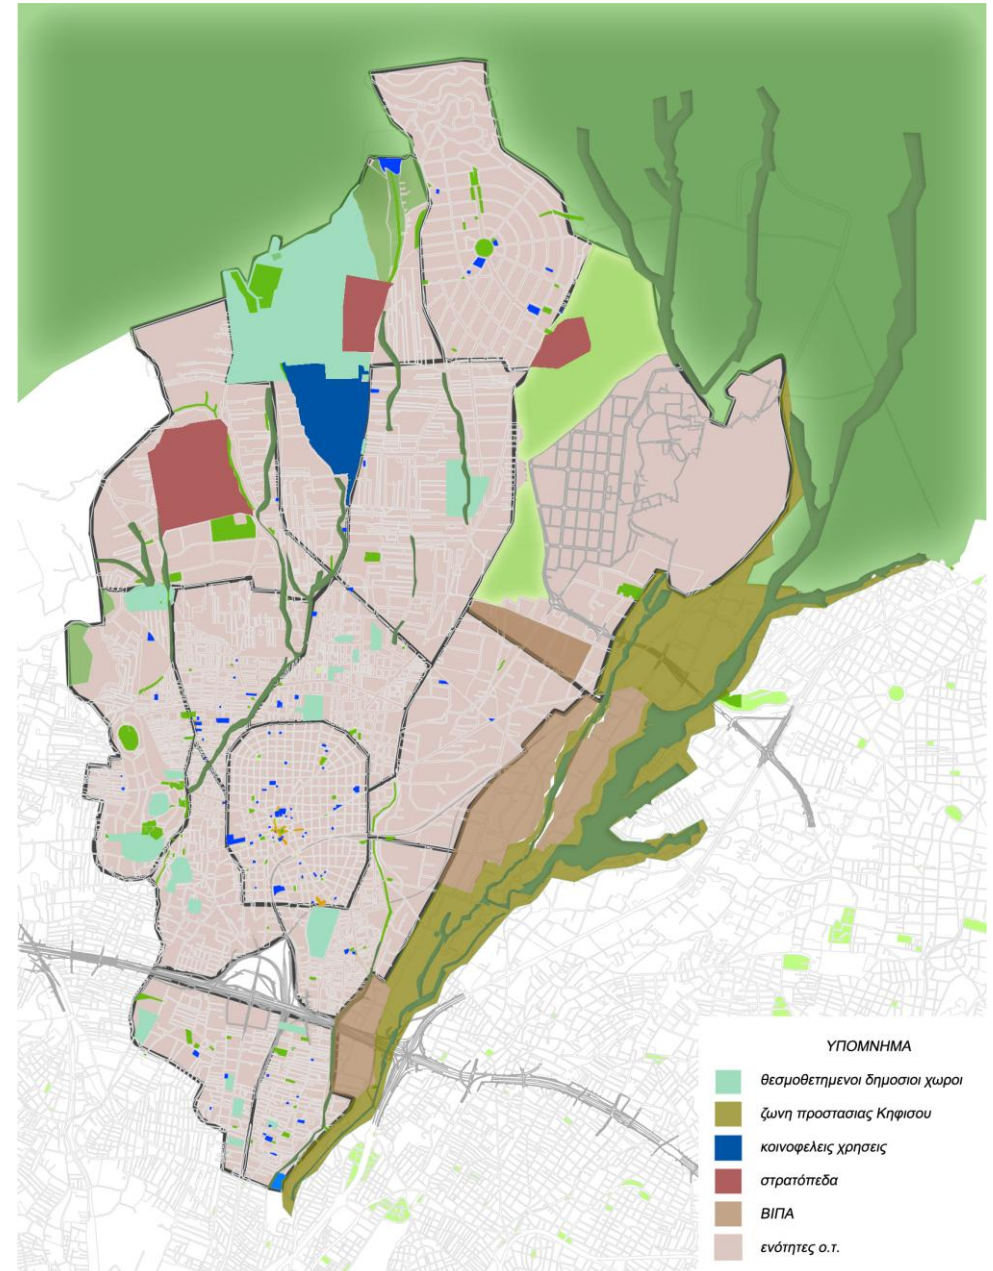 ΥΠΟΜΝΗΜΑ
θεσμοθετημενοι δημοσιοι χωροι
ζωνη προστασιας Κηφισου
κοινοφελεις χρησεις
στρατόπεδα
ΒΙΠΑ
ενότητες ο.τ.